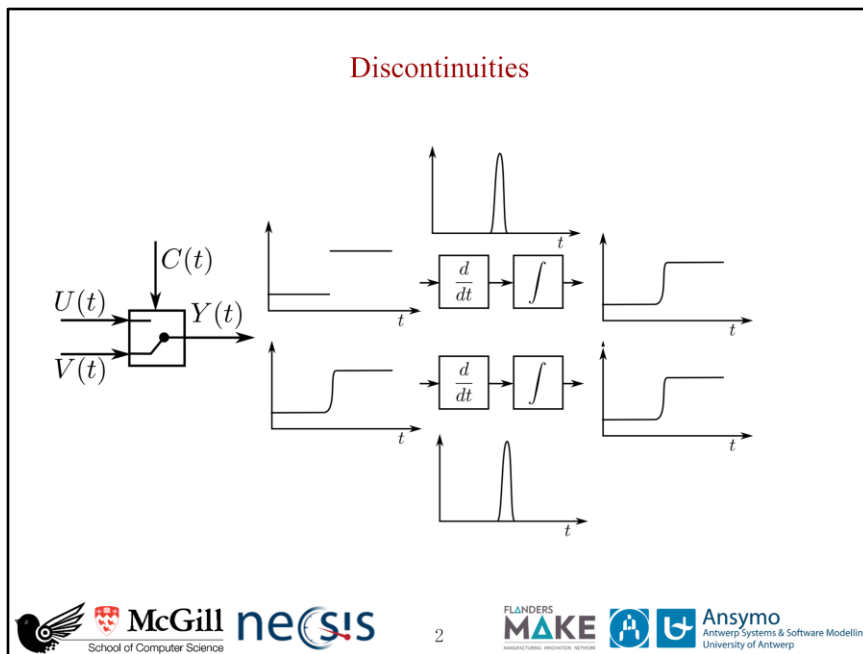 Discontinuities
C(t)
U(t)
Y(t)
V(t)
t
t
d
dt
∫
t
t
d
dt
∫
t
t
McGill
School of Computer Science
necsis
2
FLANDERS
MAKE
MANUFACTURING INNOVATION NETWORK
Ansymo
Antwerp Systems & Software Modellin
University of Antwerp